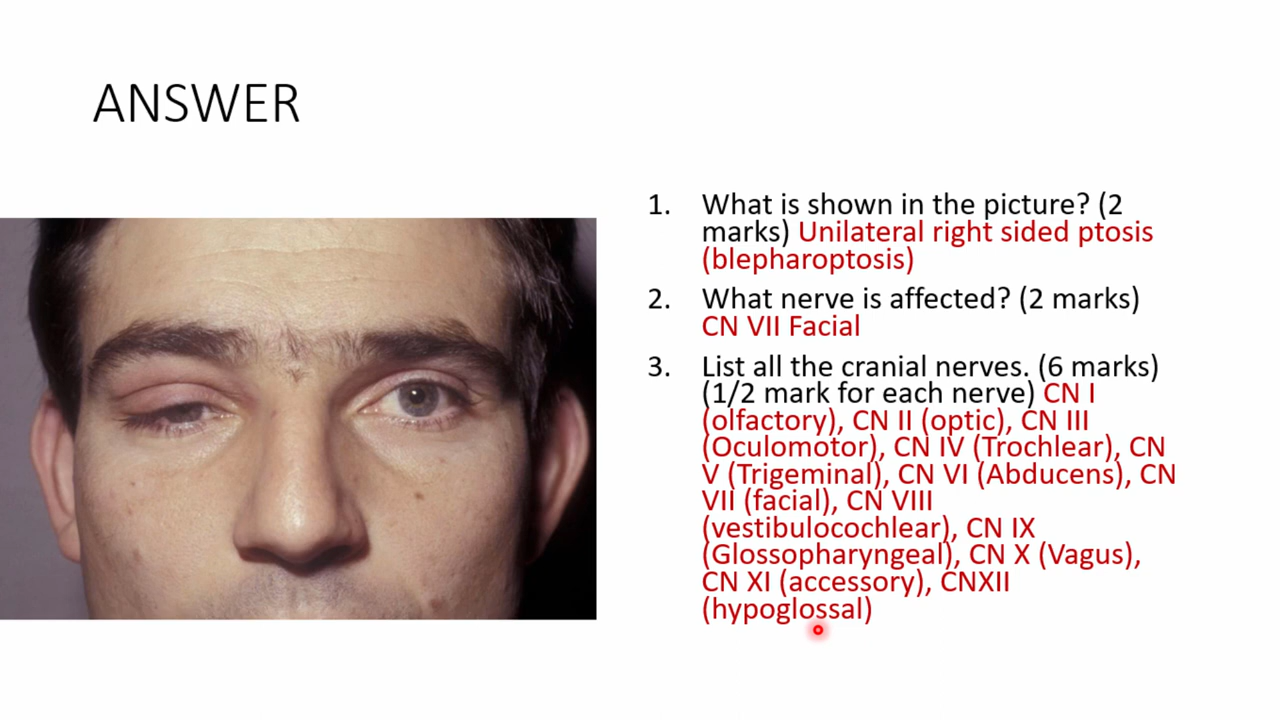 ANSWER
1. What is shown in the picture? (2
marks) Unilateral right sided ptosis
(blepharoptosis)
2. What nerve is affected? (2 marks)
CN VII Facial
3. List all the cranial nerves. (6 marks)
(1/2 mark for each nerve) CN I
(olfactory), CN II (optic), CN III
(Oculomotor), CN IV (Trochlear), CN
V (Trigeminal), CN VI (Abducens), CN
VII (facial), CN VIII
(vestibulocochlear), CN IX
(Glossopharyngeal), CN X (Vagus),
CN XI (accessory), CNXII
(hypoglossal)